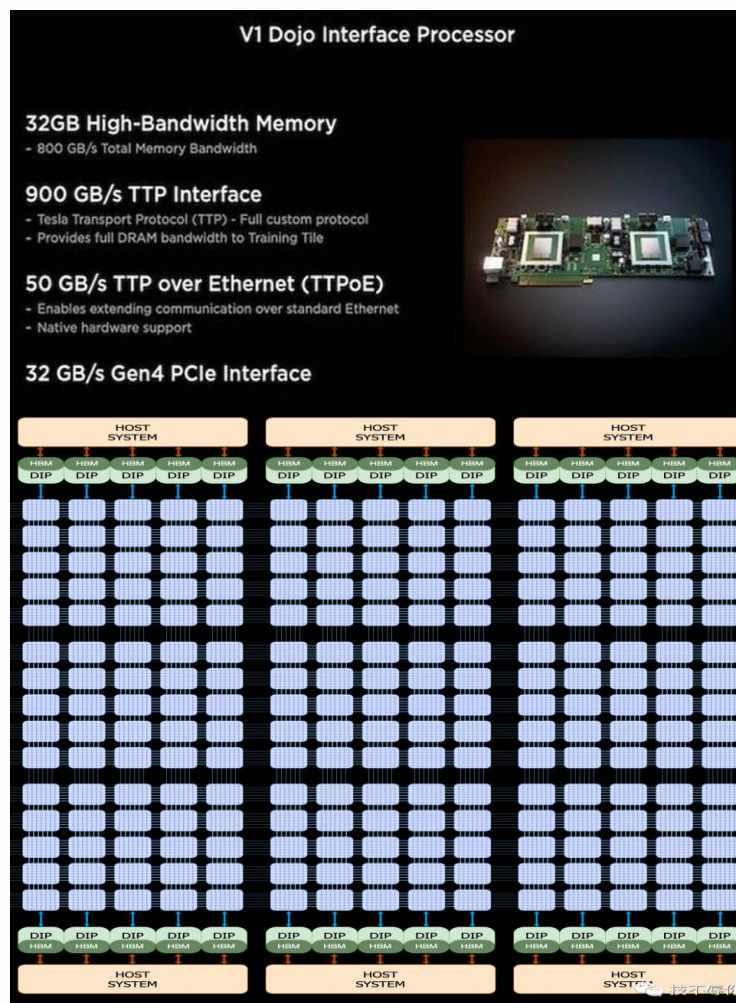 V1 Dojo Interface Processor
32GB High-Bandwidth Memory
- 800 GB/s Total Memory Bandwidth
900 GB/s TTP Interface
- Tesla Transport Protocol (TTP) - Full custom protocol
- Provides full DRAM bandwidth to Training Tile
50 GB/s TTP over Ethernet (TTPoE)
- Enables extending communication over standard Ethernet
- Native hardware support
32 GB/s Gen4 PCIe Interface
HOST HOST HOST
SYSTEM SYSTEM SYSTEM
HBM HBM HBM HBM HBM HBM HBM HBM HBM HBM HBM HBM HBM HBM HBM
DIP DIP DIP DIP DIP DIP DIP DIP DIP DIP DIP DIP DIP DIP DIP
DIP DIP DIP DIP DIP DIP DIP DIP DIP DIP DIP DIP DIP DIP DIP
HBM HBM HBM HBM HBM HBM HBM HBM HBM HBM HBM HBM HBM HBM HBM
HOST HOST HOST
SYSTEM SYSTEM SYSTEM